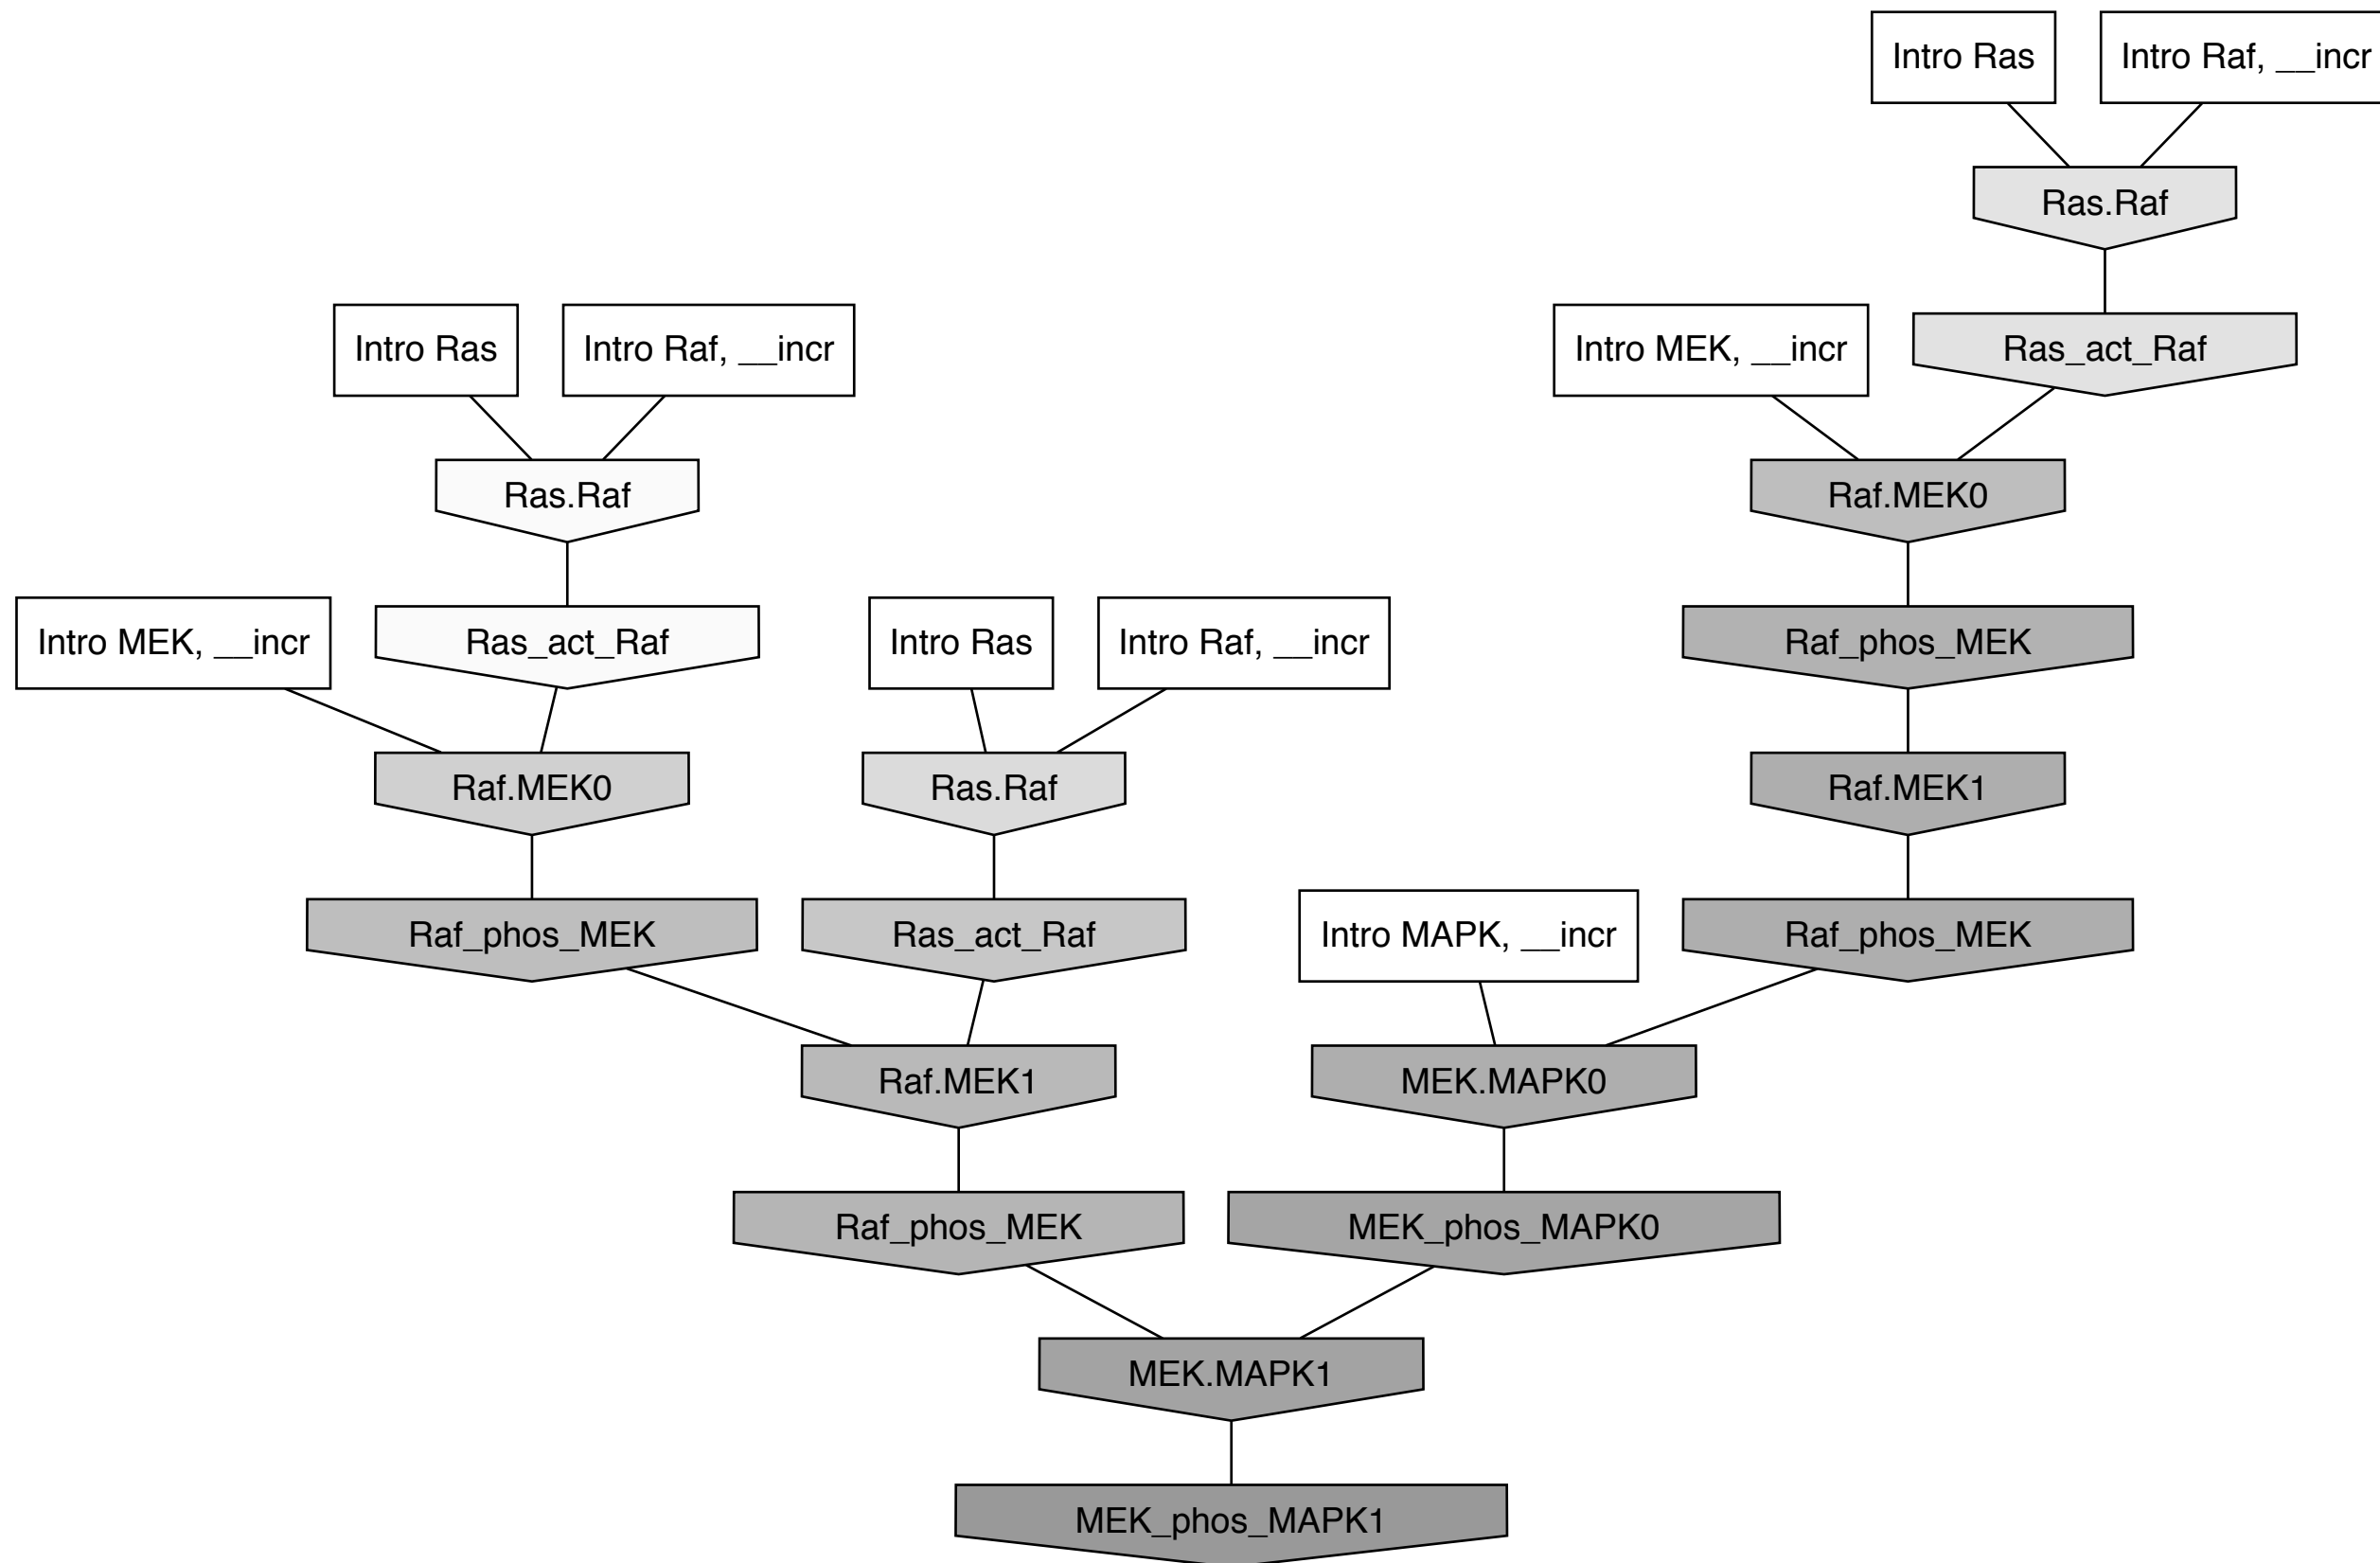 Intro Ras
Intro Raf, __incr
Ras.Raf
Intro Ras
Intro Raf, __incr
Intro MEK, __incr
Ras_act_Raf
Ras.Raf
Raf.MEK0
Intro MEK, __incr
Ras_act_Raf
Intro Ras
Intro Raf, __incr
Raf_phos_MEK
Raf.MEK0
Ras.Raf
Raf.MEK1
Raf_phos_MEK
Ras_act_Raf
Intro MAPK, __incr
Raf_phos_MEK
Raf.MEK1
MEK.MAPK0
Raf_phos_MEK
MEK_phos_MAPK0
MEK.MAPK1
MEK_phos_MAPK1